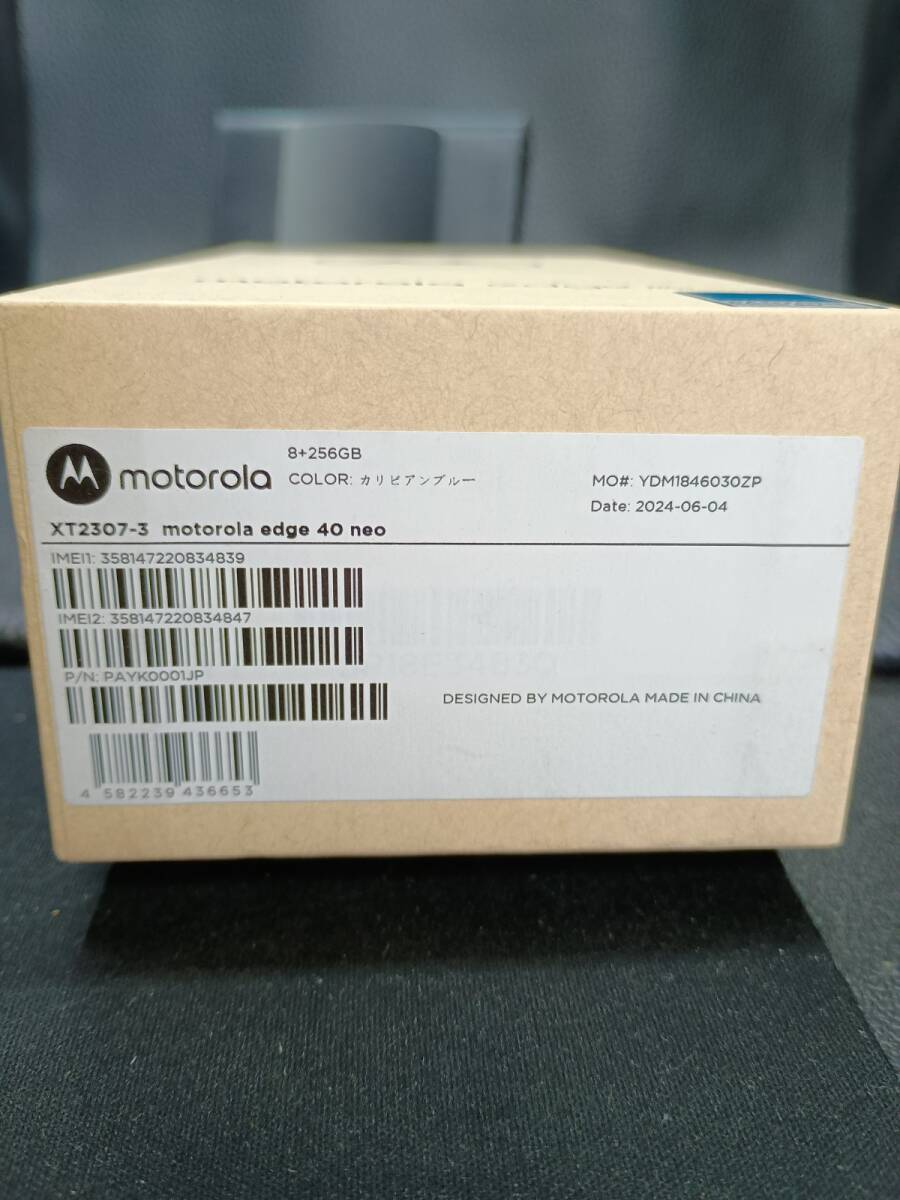 motorola
8+256GB
COLOR: カリビアンブルー
MO#: YDM1846030ZP
Date: 2024-06-04
XT2307-3 motorola edge 40 neo
IMEI1: 358147220834839
IMEI2: 358147220834847
P/N: PAYK0001JP
DESIGNED BY MOTOROLA MADE IN CHINA
4 582239 436653